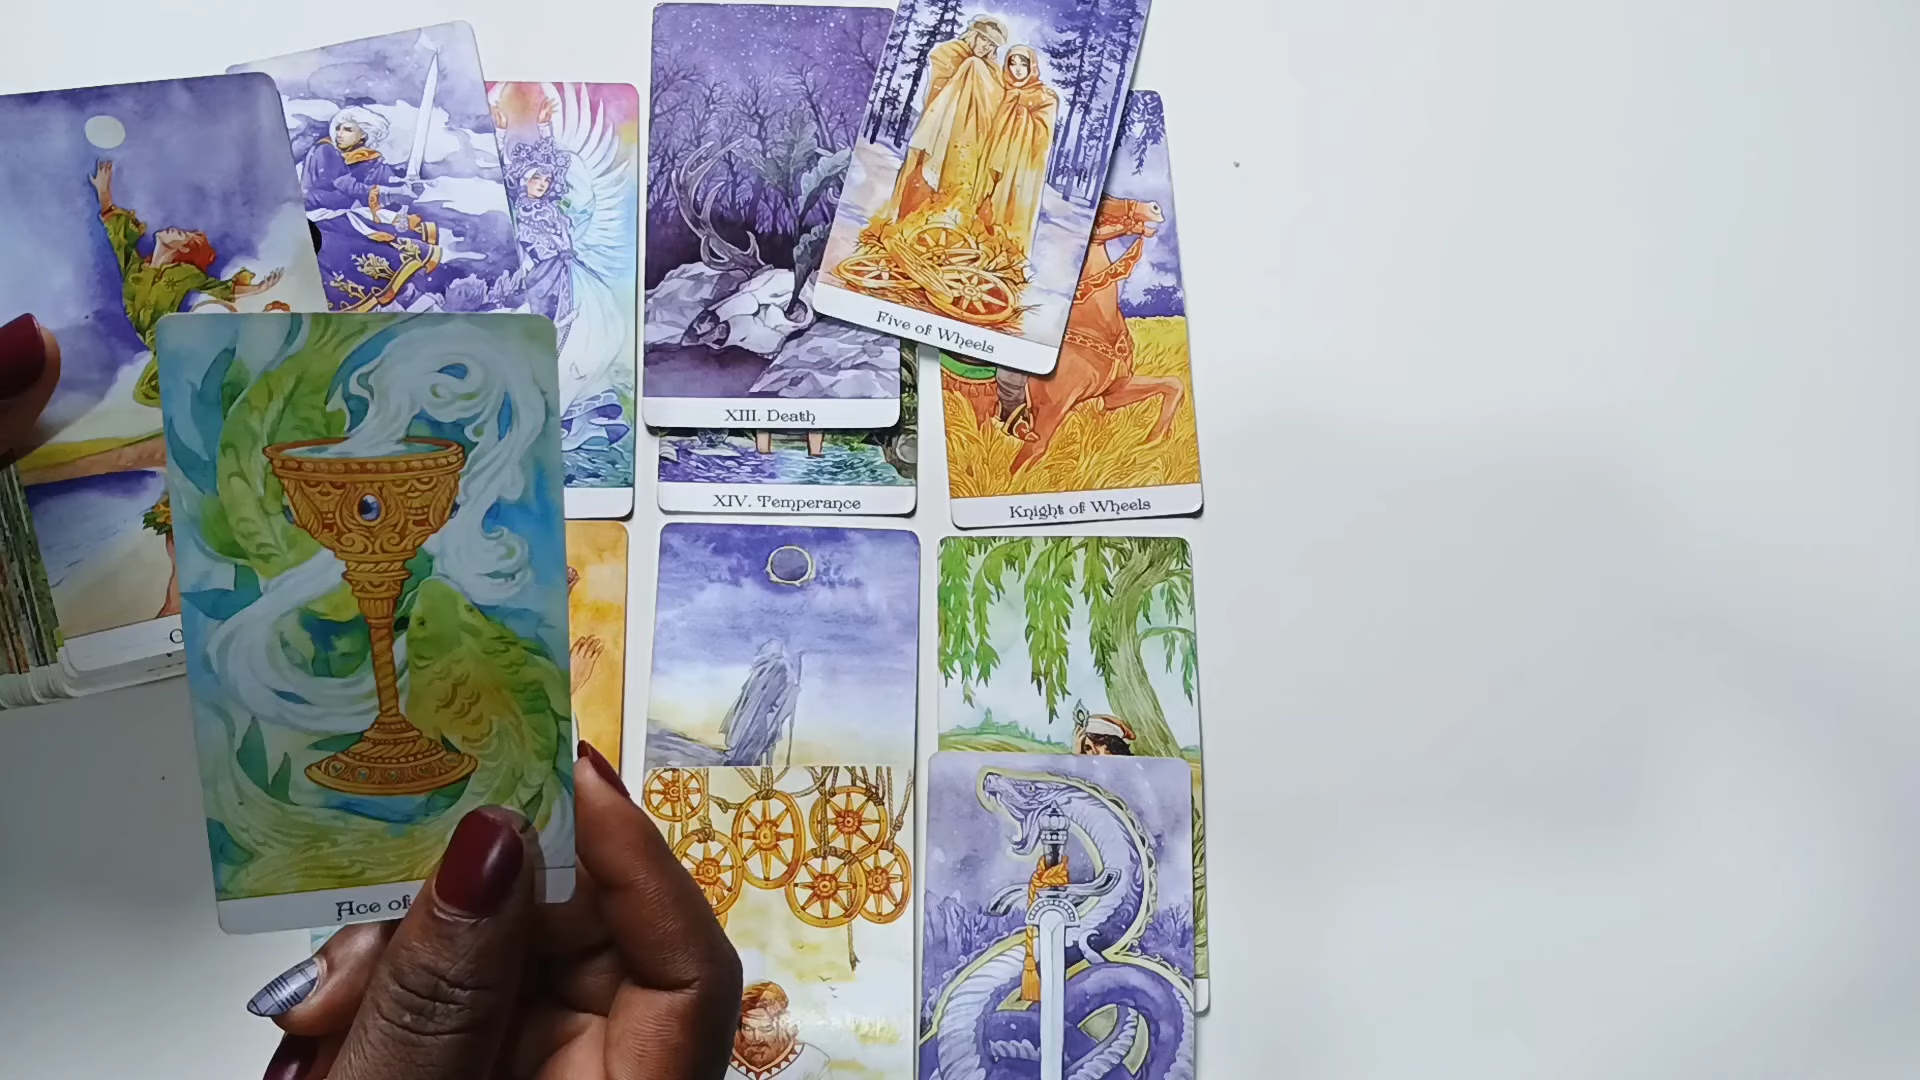 Five of Wheels
XIII. Death
XIV. Temperance
Knight of Wheels
Ace of